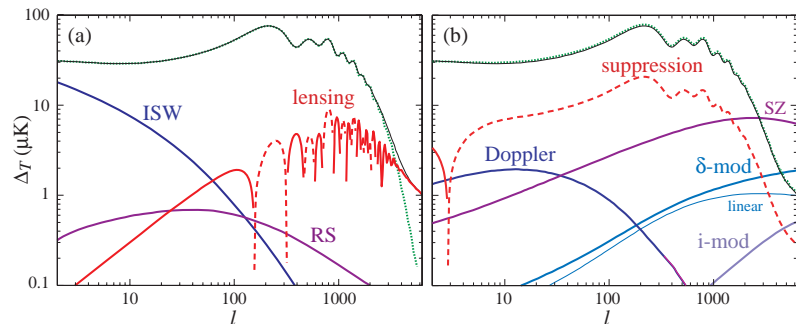 100
10
1
0.1
Δ_T (μK)
(a)
ISW
lensing
RS
10
100
1000
l
(b)
suppression
SZ
Doppler
δ-mod
linear
i-mod
10
100
1000
l